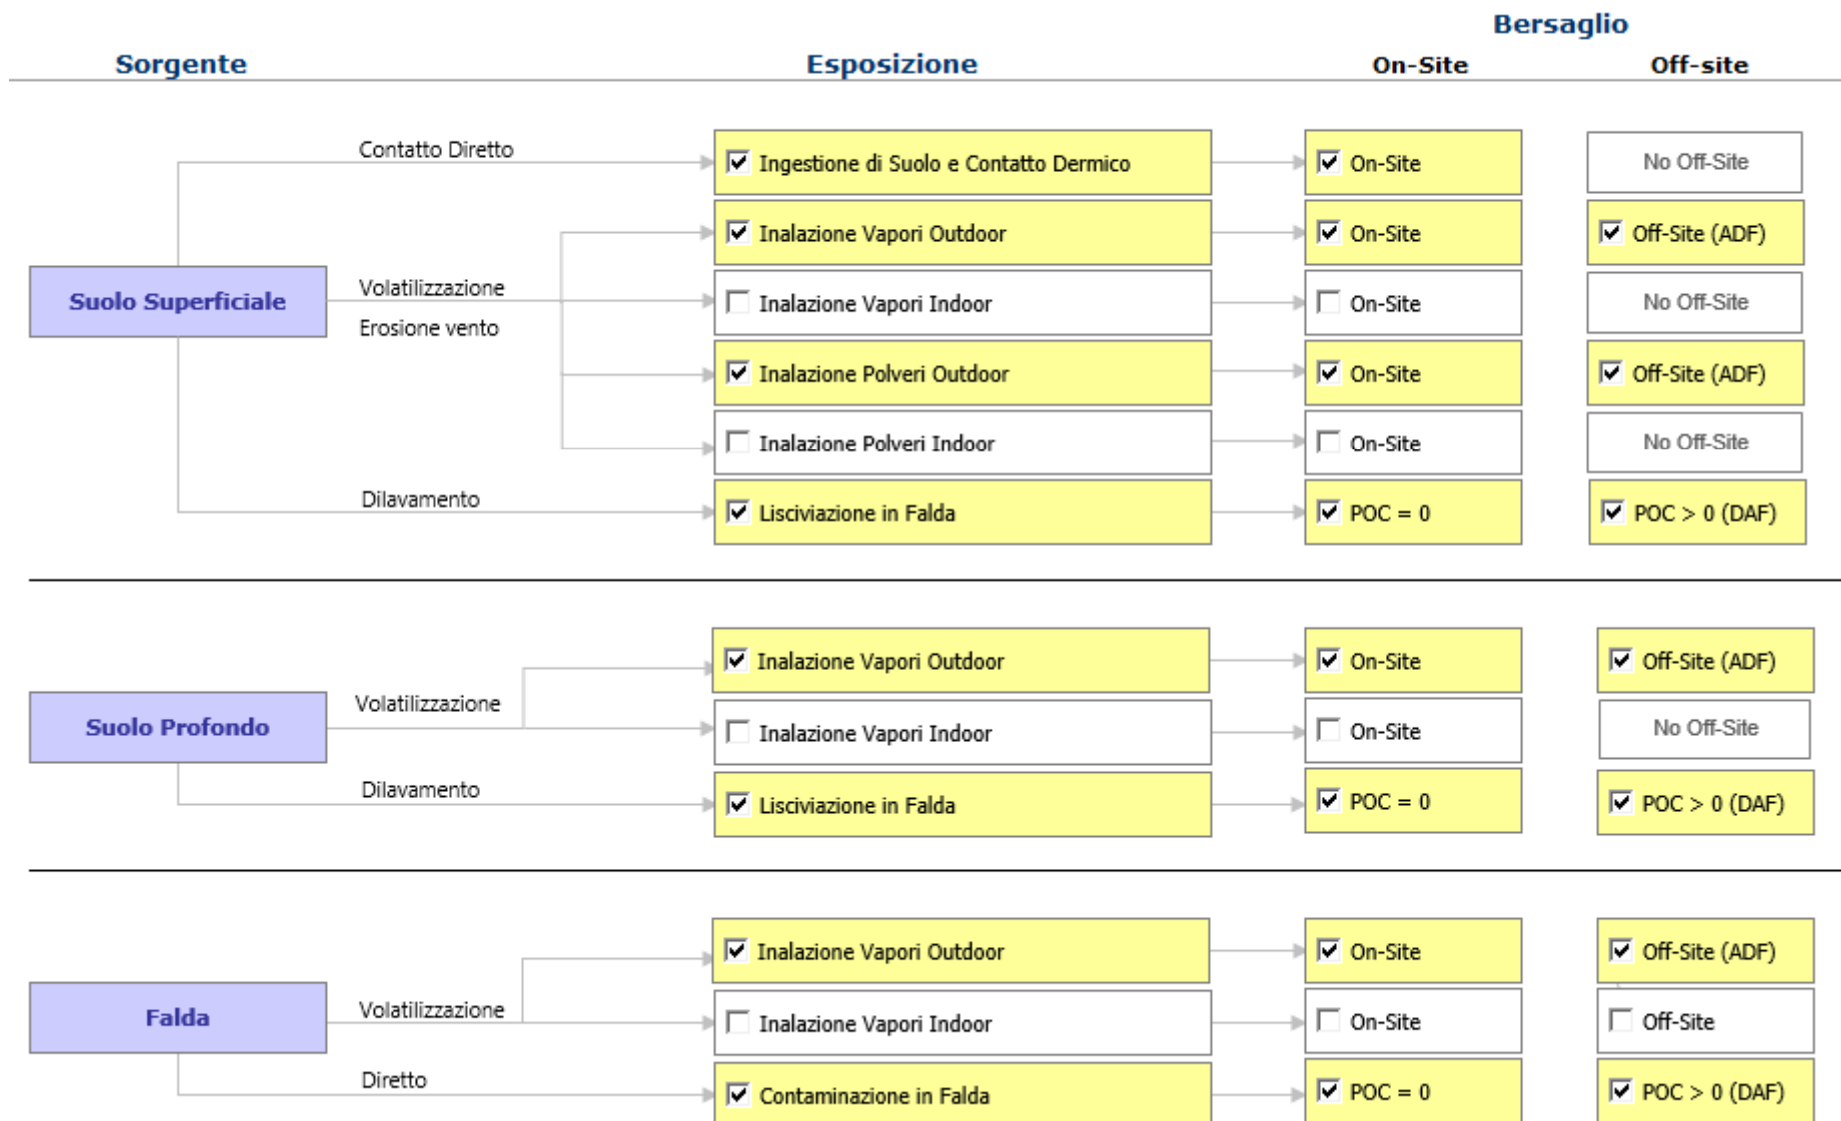 Bersaglio
Sorgente Esposizione On-Site Off-site
Contatto Diretto
Ingestione di Suolo e Contatto Dermico On-Site No Off-Site
Inalazione Vapori Outdoor On-Site Off-Site (ADF)
Suolo Superficiale Volatilizzazione Inalazione Vapori Indoor On-Site No Off-Site
Erosione vento
Inalazione Polveri Outdoor On-Site Off-Site (ADF)
Inalazione Polveri Indoor On-Site No Off-Site
Dilavamento
Lisciviazione in Falda POC = 0 POC > 0 (DAF)
Inalazione Vapori Outdoor On-Site Off-Site (ADF)
Volatilizzazione
Suolo Profondo Inalazione Vapori Indoor On-Site No Off-Site
Dilavamento
Lisciviazione in Falda POC = 0 POC > 0 (DAF)
Inalazione Vapori Outdoor On-Site Off-Site (ADF)
Falda Volatilizzazione Inalazione Vapori Indoor On-Site Off-Site
Diretto
Contaminazione in Falda POC = 0 POC > 0 (DAF)